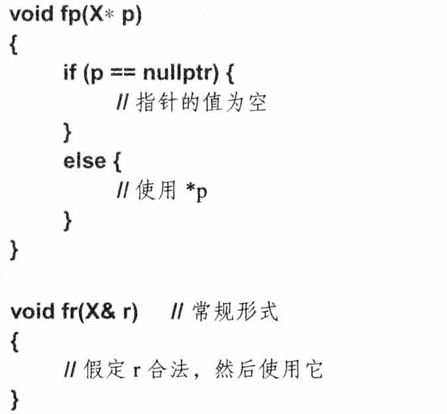 void fp(X* p)
{
if (p == nullptr) {
// 指针的值为空
}
else {
// 使用 *p
}
}
void fr(X& r) // 常规形式
{
// 假定 r 合法，然后使用它
}